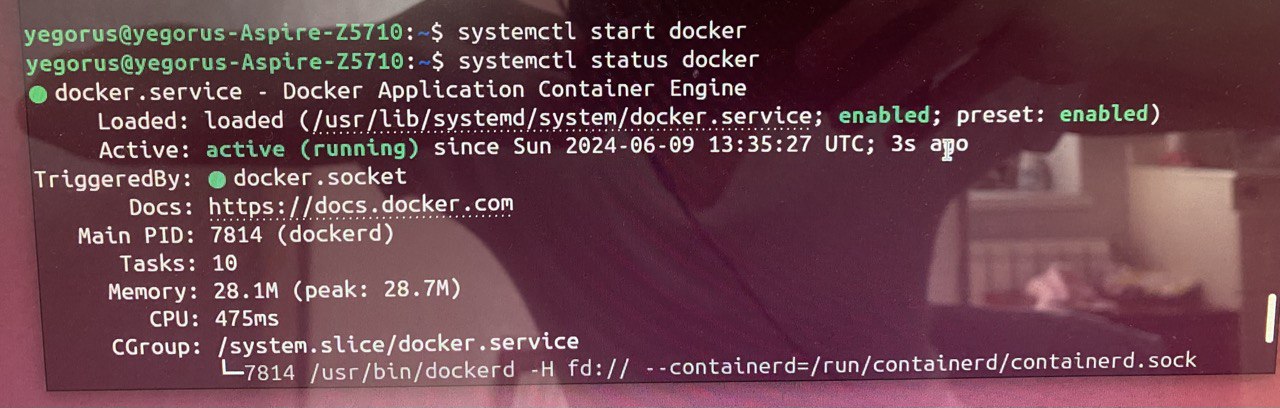 yegorus@yegorus-Aspire-Z5710:~$ systemctl start docker
yegorus@yegorus-Aspire-Z5710:~$ systemctl status docker
● docker.service - Docker Application Container Engine
Loaded: loaded (/usr/lib/systemd/system/docker.service; enabled; preset: enabled)
Active: active (running) since Sun 2024-06-09 13:35:27 UTC; 3s ago
TriggeredBy: ● docker.socket
Docs: https://docs.docker.com
Main PID: 7814 (dockerd)
Tasks: 10
Memory: 28.1M (peak: 28.7M)
CPU: 475ms
CGroup: /system.slice/docker.service
└─7814 /usr/bin/dockerd -H fd:// --containerd=/run/containerd/containerd.sock